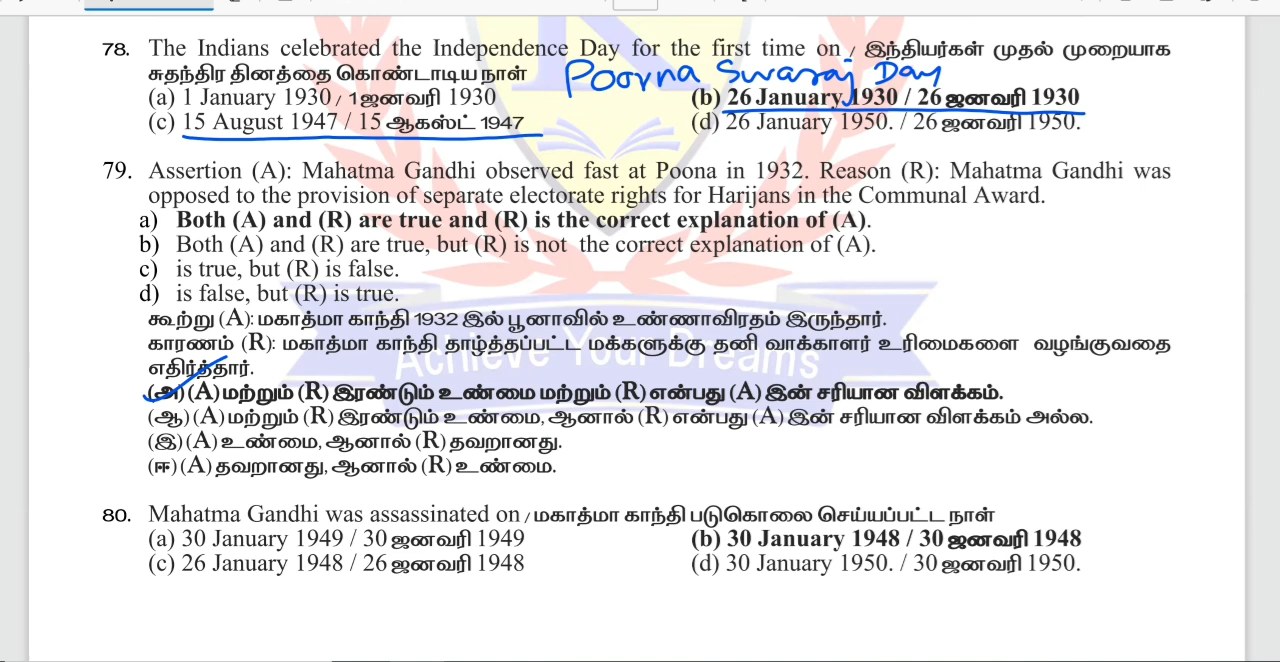 78. The Indians celebrated the Independence Day for the first time on / இந்தியர்கள் முதல் முறையாக
சுதந்திர தினத்தை கொண்டாடிய நாள் Poorna Swaraj Day
(a) 1 January 1930 / 1 ஜனவரி 1930 (b) 26 January 1930 / 26 ஜனவரி 1930
(c) 15 August 1947 / 15 ஆகஸ்ட் 1947 (d) 26 January 1950. / 26 ஜனவரி 1950.
79. Assertion (A): Mahatma Gandhi observed fast at Poona in 1932. Reason (R): Mahatma Gandhi was
opposed to the provision of separate electorate rights for Harijans in the Communal Award.
a) Both (A) and (R) are true and (R) is the correct explanation of (A).
b) Both (A) and (R) are true, but (R) is not the correct explanation of (A).
c) is true, but (R) is false.
d) is false, but (R) is true.
கூற்று (A): மகாத்மா காந்தி 1932 இல் பூனாவில் உண்ணாவிரதம் இருந்தார்.
காரணம் (R): மகாத்மா காந்தி தாழ்த்தப்பட்ட மக்களுக்கு தனி வாக்காளர் உரிமைகளை வழங்குவதை
எதிர்த்தார்.
Achieve Your Dreams
(அ) (A) மற்றும் (R) இரண்டும் உண்மை மற்றும் (R) என்பது (A) இன் சரியான விளக்கம்.
(ஆ) (A) மற்றும் (R) இரண்டும் உண்மை, ஆனால் (R) என்பது (A) இன் சரியான விளக்கம் அல்ல.
(இ) (A) உண்மை, ஆனால் (R) தவறானது.
(ஈ) (A) தவறானது, ஆனால் (R) உண்மை.
80. Mahatma Gandhi was assassinated on / மகாத்மா காந்தி படுகொலை செய்யப்பட்ட நாள்
(a) 30 January 1949 / 30 ஜனவரி 1949 (b) 30 January 1948 / 30 ஜனவரி 1948
(c) 26 January 1948 / 26 ஜனவரி 1948 (d) 30 January 1950. / 30 ஜனவரி 1950.